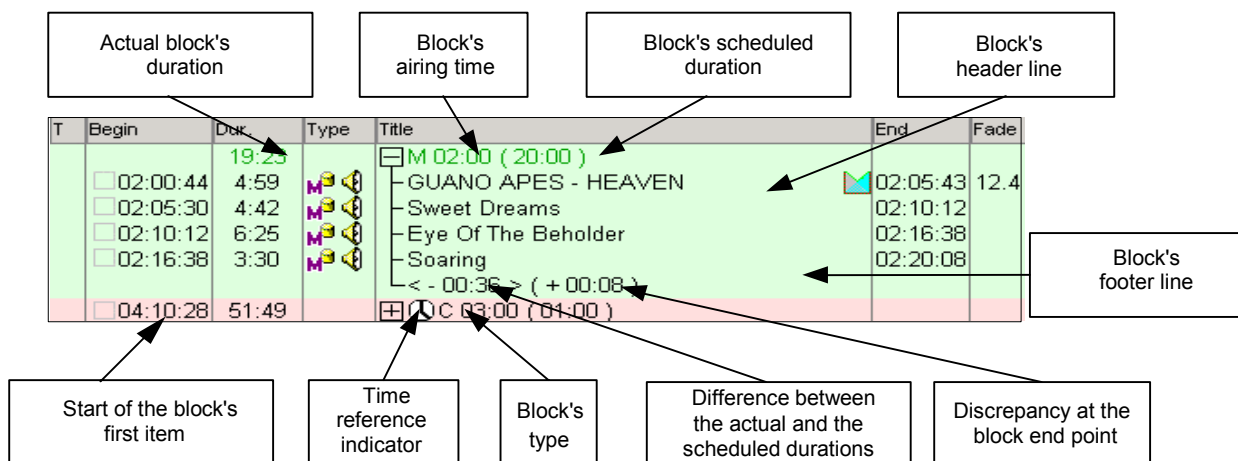 Actual block's
duration
Block's
airing time
Block's scheduled
duration
Block's
header line
T Begin Dur. Type Title End Fade
19:23 M 02:00 ( 20:00 )
02:00:44 4:59 M GUANO APES - HEAVEN 02:05:43 12.4
02:05:30 4:42 M Sweet Dreams 02:10:12
02:10:12 6:25 M Eye Of The Beholder 02:16:38
02:16:38 3:30 M Soaring 02:20:08
< - 00:36 > ( + 00:08 )
04:10:28 51:49 C 03:00 ( 01:00 )
Block's
footer line
Start of the block's
first item
Time
reference
indicator
Block's
type
Difference between
the actual and the
scheduled durations
Discrepancy at the
block end point